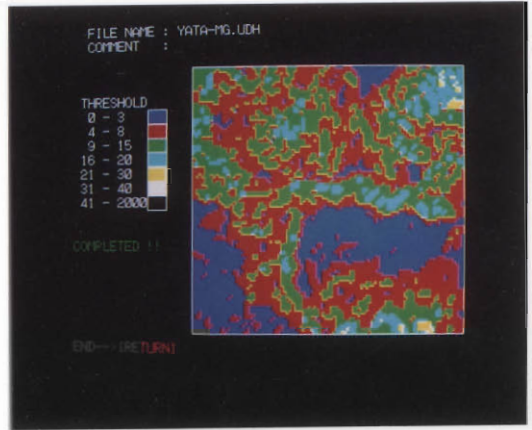 FILE NAME : YATA-MG.UDH
COMMENT :
THRESHOLD
0 - 3
4 - 8
9 - 15
16 - 20
21 - 30
31 - 40
41 - 2000
COMPLETED !!
END--->[RETURN]